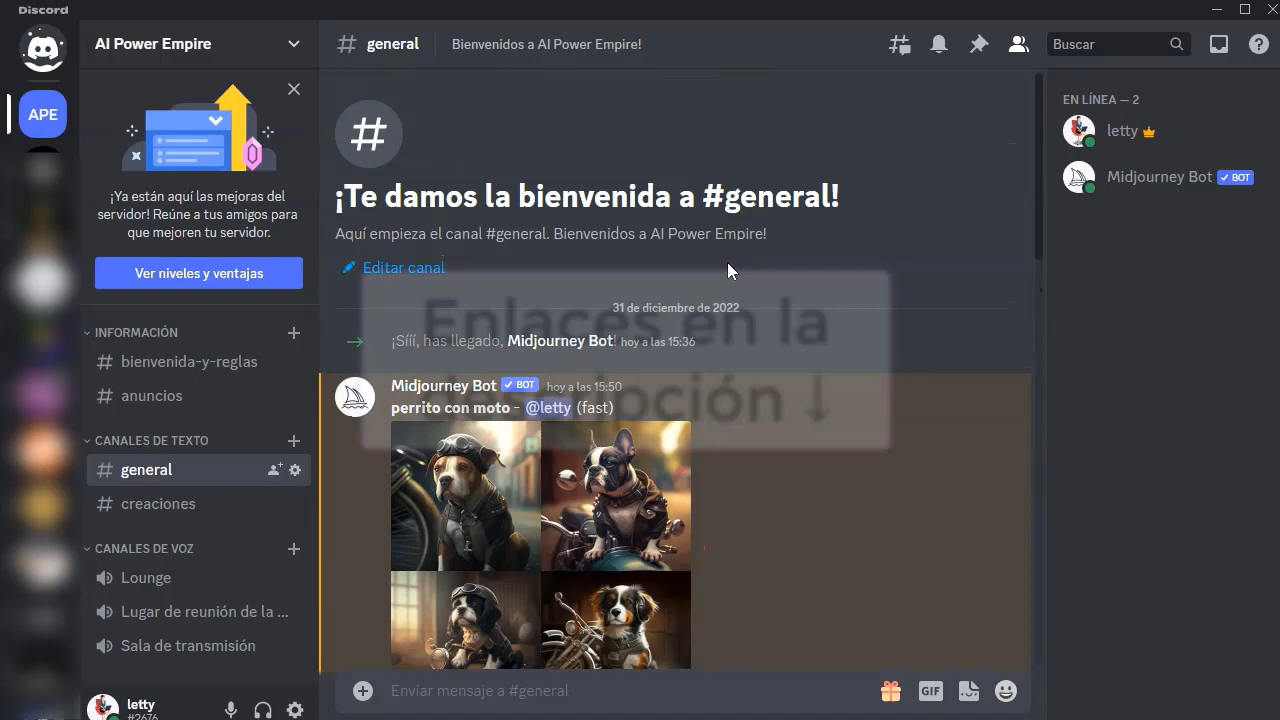 Discord
AI Power Empire
general
Bienvenidos a AI Power Empire!
Buscar
APE
¡Ya están aquí las mejoras del
servidor! Reúne a tus amigos para
que mejoren tu servidor.
Ver niveles y ventajas
INFORMACIÓN
bienvenida-y-reglas
anuncios
CANALES DE TEXTO
general
creaciones
CANALES DE VOZ
Lounge
Lugar de reunión de la ...
Sala de transmisión
letty
#2676
¡Te damos la bienvenida a #general!
Aquí empieza el canal #general. Bienvenidos a AI Power Empire!
Editar canal
Enlaces en la
descripción ↓
31 de diciembre de 2022
¡Sííí, has llegado, Midjourney Bot! hoy a las 15:36
Midjourney Bot ✓ BOT hoy a las 15:50
perrito con moto - @letty (fast)
Enviar mensaje a #general
GIF
EN LÍNEA — 2
letty
Midjourney Bot ✓ BOT